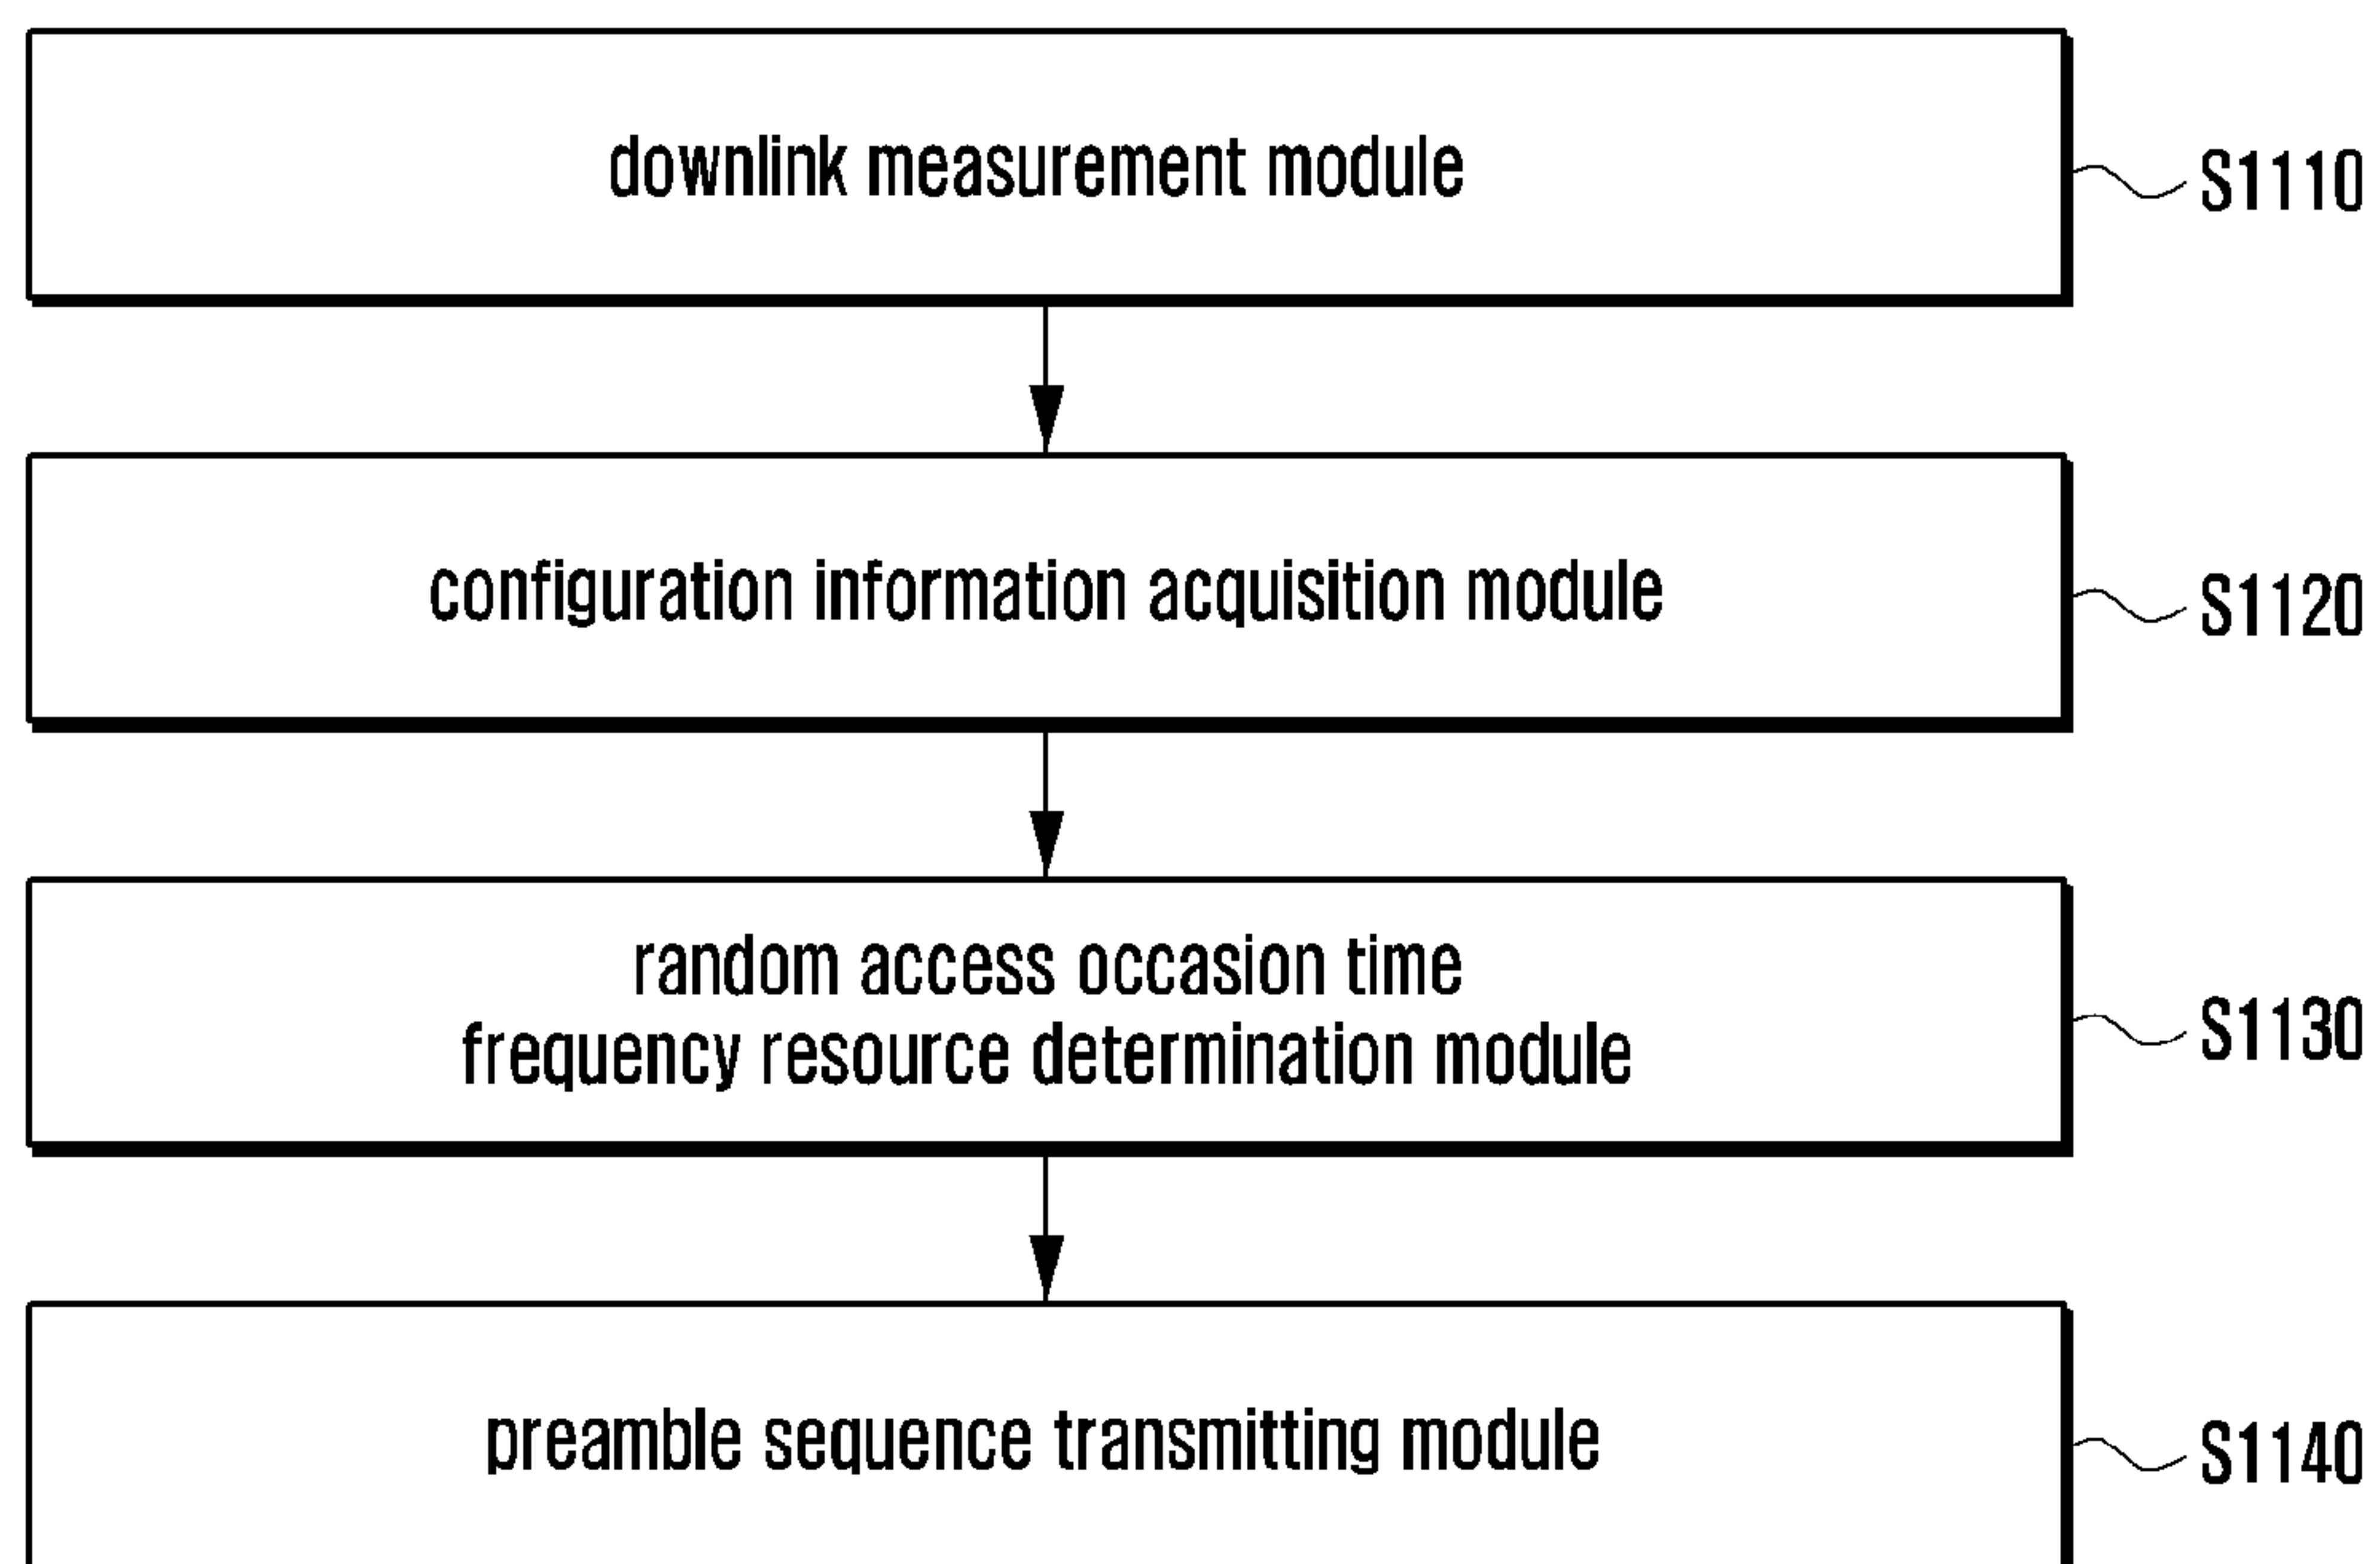 downlink measurement module
S1110
configuration information acquisition module
S1120
random access occasion time
frequency resource determination module
S1130
preamble sequence transmitting module
S1140